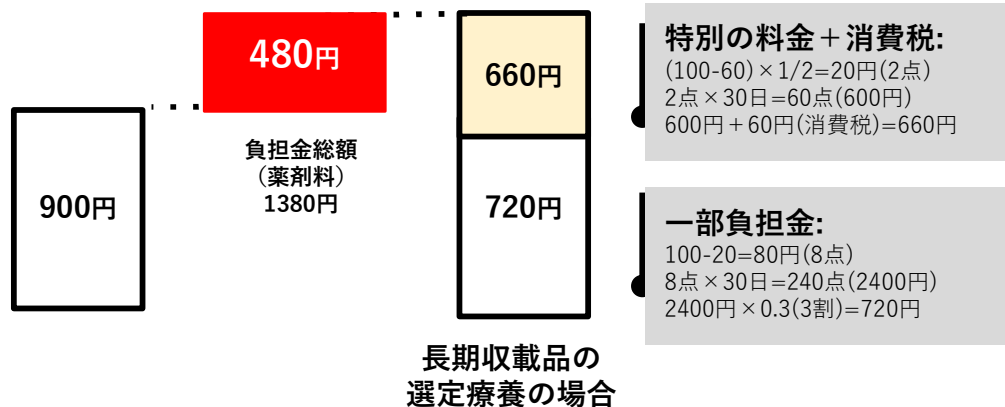 900円
480円
負担金総額
（薬剤料）
1380円
660円
720円
長期収載品の
選定療養の場合
特別の料金＋消費税:
(100-60)×1/2=20円(2点)
2点×30日=60点(600円)
600円＋60円(消費税)=660円
一部負担金:
100-20=80円(8点)
8点×30日=240点(2400円)
2400円×0.3(3割)=720円